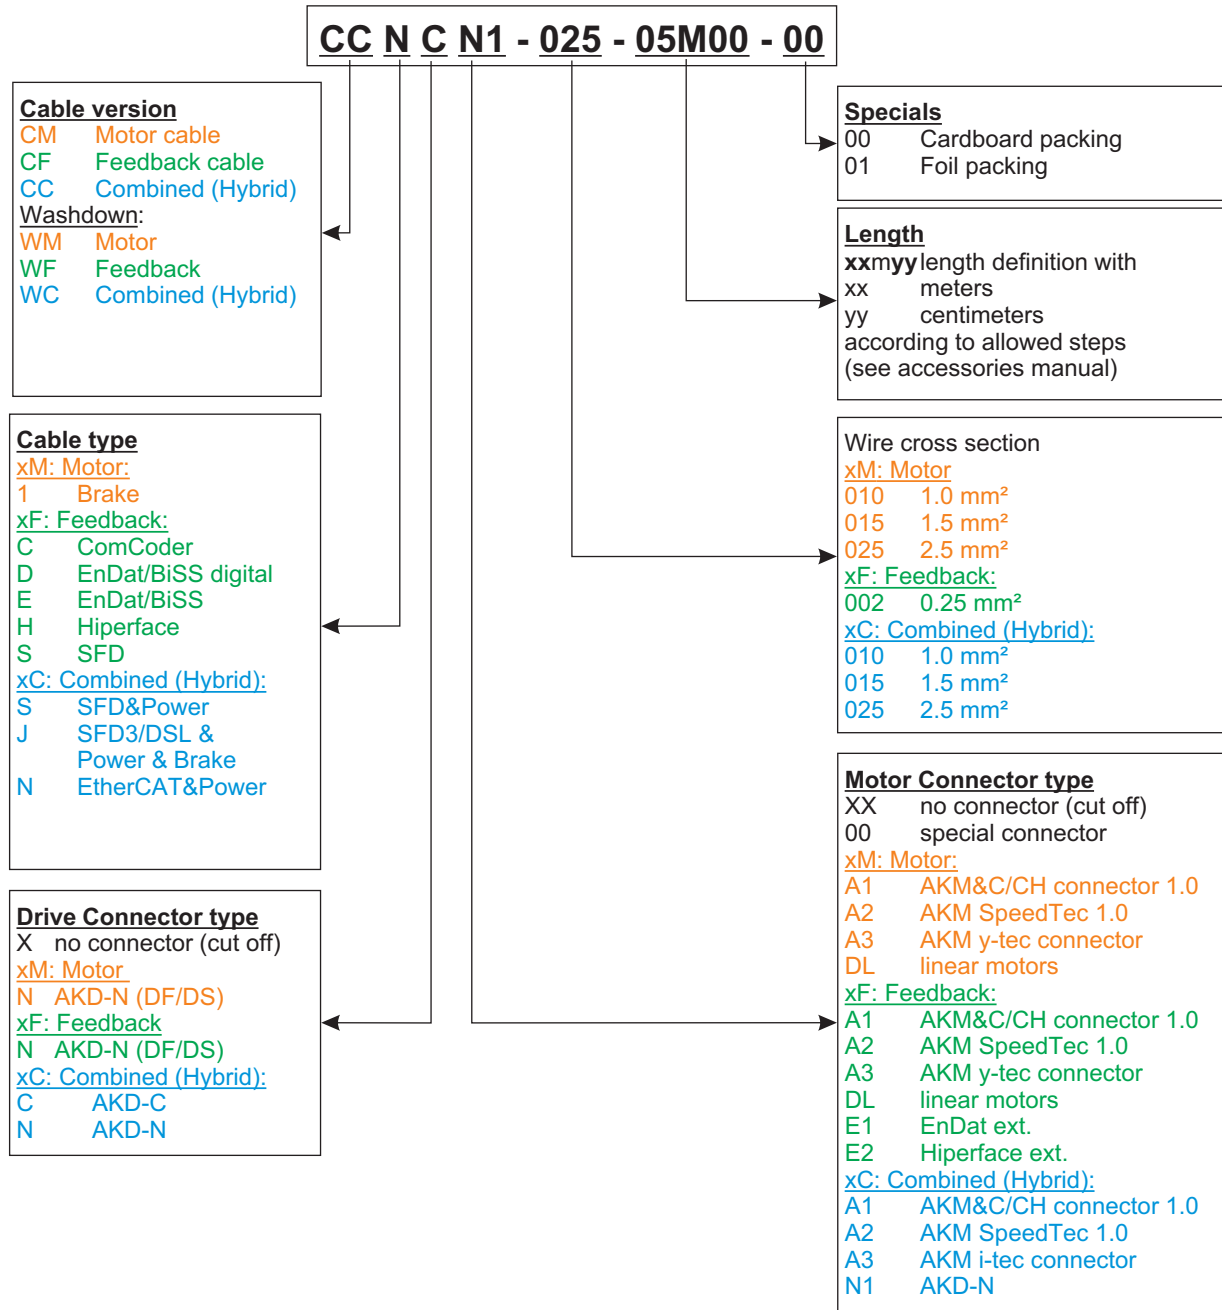 CC N C N1 - 025 - 05M00 - 00
Cable version
CM Motor cable
CF Feedback cable
CC Combined (Hybrid)
Washdown:
WM Motor
WF Feedback
WC Combined (Hybrid)
Cable type
xM: Motor:
1 Brake
xF: Feedback:
C ComCoder
D EnDat/BiSS digital
E EnDat/BiSS
H Hiperface
S SFD
xC: Combined (Hybrid):
S SFD&Power
J SFD3/DSL &
Power & Brake
N EtherCAT&Power
Drive Connector type
X no connector (cut off)
xM: Motor
N AKD-N (DF/DS)
xF: Feedback
N AKD-N (DF/DS)
xC: Combined (Hybrid):
C AKD-C
N AKD-N
Specials
00 Cardboard packing
01 Foil packing
Length
xxmyy length definition with
xx meters
yy centimeters
according to allowed steps
(see accessories manual)
Wire cross section
xM: Motor
010 1.0 mm²
015 1.5 mm²
025 2.5 mm²
xF: Feedback:
002 0.25 mm²
xC: Combined (Hybrid):
010 1.0 mm²
015 1.5 mm²
025 2.5 mm²
Motor Connector type
XX no connector (cut off)
00 special connector
xM: Motor:
A1 AKM&C/CH connector 1.0
A2 AKM SpeedTec 1.0
A3 AKM y-tec connector
DL linear motors
xF: Feedback:
A1 AKM&C/CH connector 1.0
A2 AKM SpeedTec 1.0
A3 AKM y-tec connector
DL linear motors
E1 EnDat ext.
E2 Hiperface ext.
xC: Combined (Hybrid):
A1 AKM&C/CH connector 1.0
A2 AKM SpeedTec 1.0
A3 AKM i-tec connector
N1 AKD-N